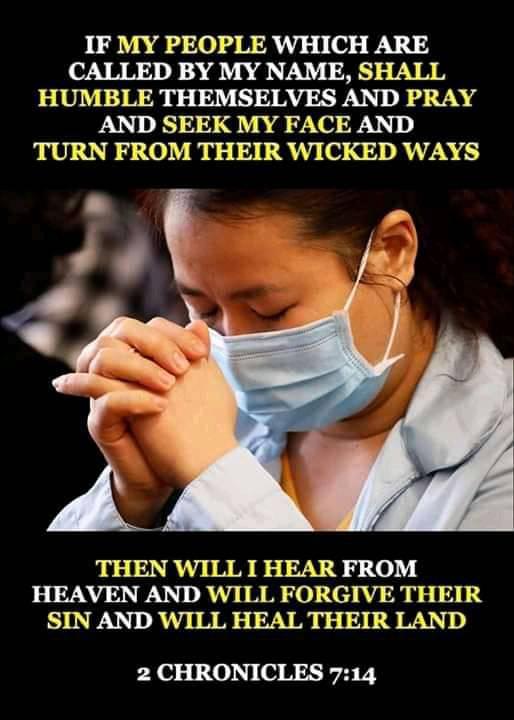 IF MY PEOPLE WHICH ARE
CALLED BY MY NAME, SHALL
HUMBLE THEMSELVES AND PRAY
AND SEEK MY FACE AND
TURN FROM THEIR WICKED WAYS
THEN WILL I HEAR FROM
HEAVEN AND WILL FORGIVE THEIR
SIN AND WILL HEAL THEIR LAND
2 CHRONICLES 7:14